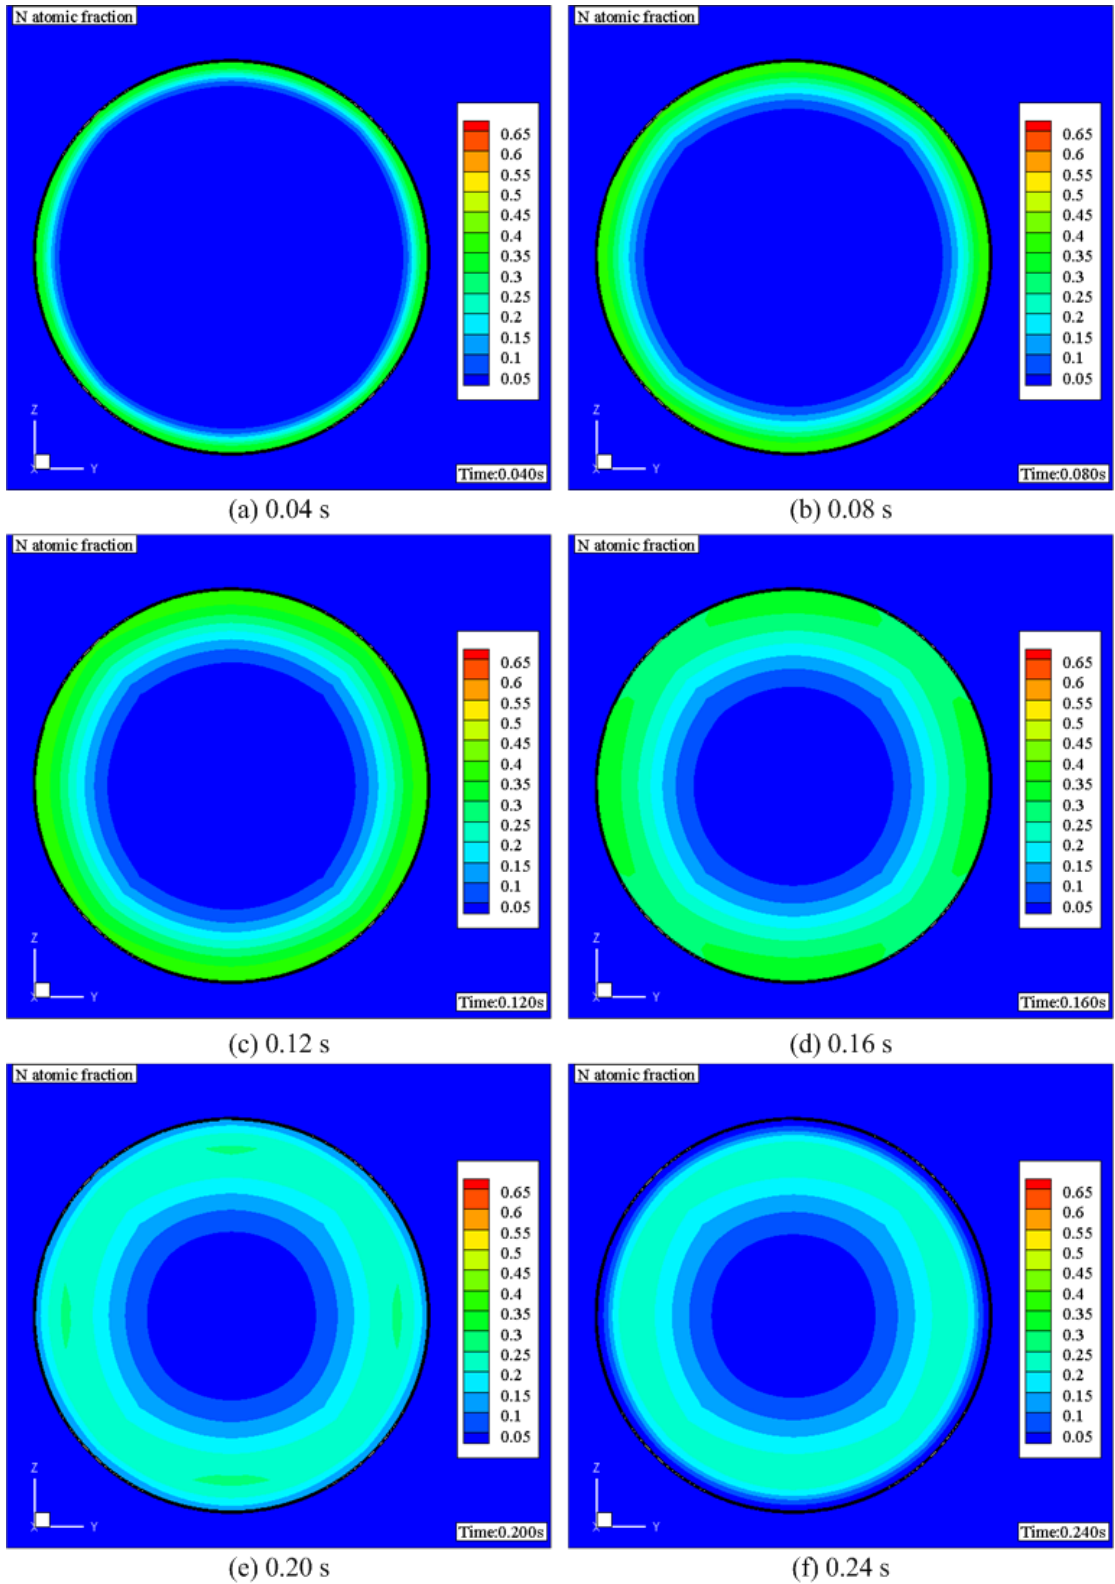 N atomic fraction
0.65
0.6
0.55
0.5
0.45
0.4
0.35
0.3
0.25
0.2
0.15
0.1
0.05
Z
X
Y
Time:0.040s
(a) 0.04 s
N atomic fraction
0.65
0.6
0.55
0.5
0.45
0.4
0.35
0.3
0.25
0.2
0.15
0.1
0.05
Z
X
Y
Time:0.080s
(b) 0.08 s
N atomic fraction
0.65
0.6
0.55
0.5
0.45
0.4
0.35
0.3
0.25
0.2
0.15
0.1
0.05
Z
X
Y
Time:0.120s
(c) 0.12 s
N atomic fraction
0.65
0.6
0.55
0.5
0.45
0.4
0.35
0.3
0.25
0.2
0.15
0.1
0.05
Z
X
Y
Time:0.160s
(d) 0.16 s
N atomic fraction
0.65
0.6
0.55
0.5
0.45
0.4
0.35
0.3
0.25
0.2
0.15
0.1
0.05
Z
X
Y
Time:0.200s
(e) 0.20 s
N atomic fraction
0.65
0.6
0.55
0.5
0.45
0.4
0.35
0.3
0.25
0.2
0.15
0.1
0.05
Z
X
Y
Time:0.240s
(f) 0.24 s